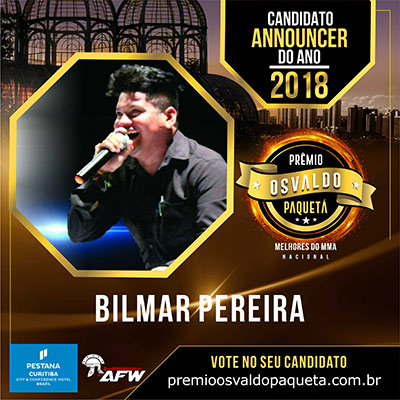 CANDIDATO
ANNOUNCER
DO ANO
2018
PRÊMIO
OSVALDO
PAQUETÁ
MELHORES DO MMA
NACIONAL
BILMAR PEREIRA
PESTANA
CURITIBA
CITY & CONFERENCE HOTEL
BRAZIL
AFW
VOTE NO SEU CANDIDATO
premioosvaldopaqueta.com.br